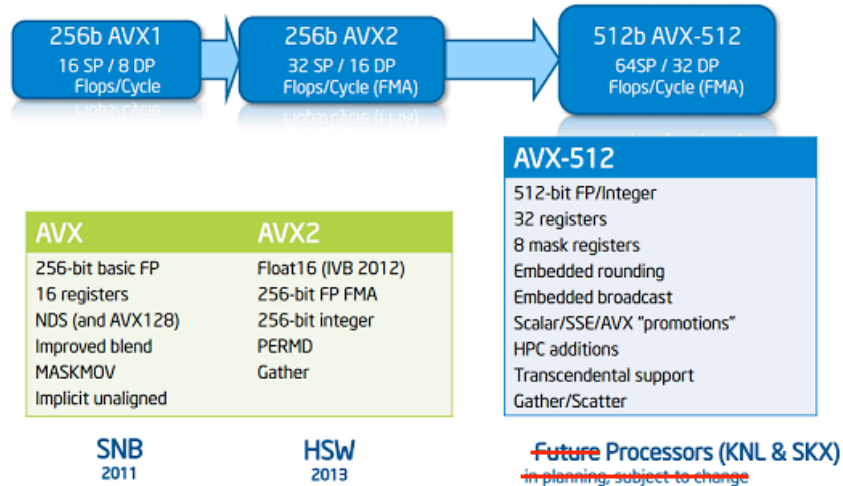 256b AVX1
16 SP / 8 DP
Flops/Cycle
256b AVX2
32 SP / 16 DP
Flops/Cycle (FMA)
512b AVX-512
64SP / 32 DP
Flops/Cycle (FMA)
AVX
256-bit basic FP
16 registers
NDS (and AVX128)
Improved blend
MASKMOV
Implicit unaligned
AVX2
Float16 (IVB 2012)
256-bit FP FMA
256-bit integer
PERMD
Gather
AVX-512
512-bit FP/Integer
32 registers
8 mask registers
Embedded rounding
Embedded broadcast
Scalar/SSE/AVX "promotions"
HPC additions
Transcendental support
Gather/Scatter
SNB
2011
HSW
2013
Future Processors (KNL & SKX)
in planning, subject to change